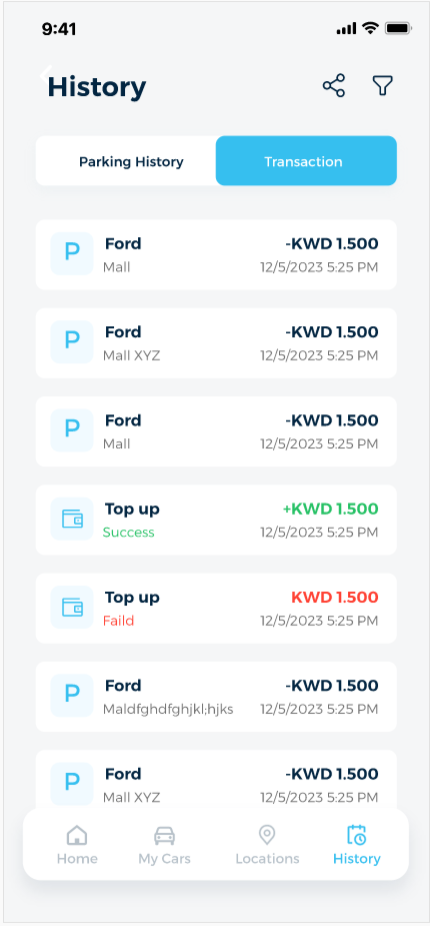 9:41
History
Parking History Transaction
P Ford -KWD 1.500
Mall 12/5/2023 5:25 PM
P Ford -KWD 1.500
Mall XYZ 12/5/2023 5:25 PM
P Ford -KWD 1.500
Mall 12/5/2023 5:25 PM
Top up +KWD 1.500
Success 12/5/2023 5:25 PM
Top up KWD 1.500
Faild 12/5/2023 5:25 PM
P Ford -KWD 1.500
Maldfghdfghjkl;hjks 12/5/2023 5:25 PM
P Ford -KWD 1.500
Mall XYZ 12/5/2023 5:25 PM
Home My Cars Locations History